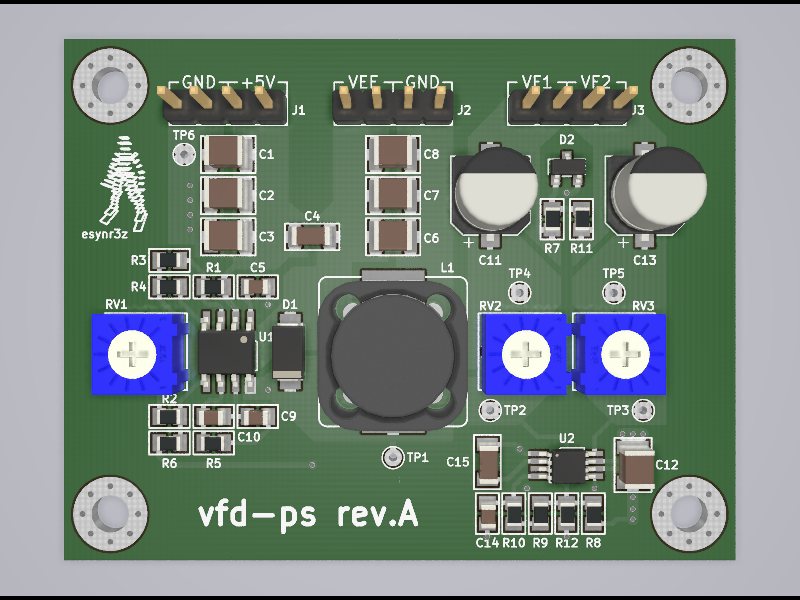 GND +5V
VEE GND
VF1 VF2
J1
J2
J3
TP6
D2
C1
C8
C2
C7
C4
esynr3z
C3
C6
R7
R11
R3
R1
C5
L1
C11
C13
R4
TP4
TP5
RV1
D1
RV2
RV3
U1
R2
C9
TP2
TP3
C10
R6
R5
TP1
C15
U2
C12
vfd-ps rev.A
C14
R10
R9
R12
R8